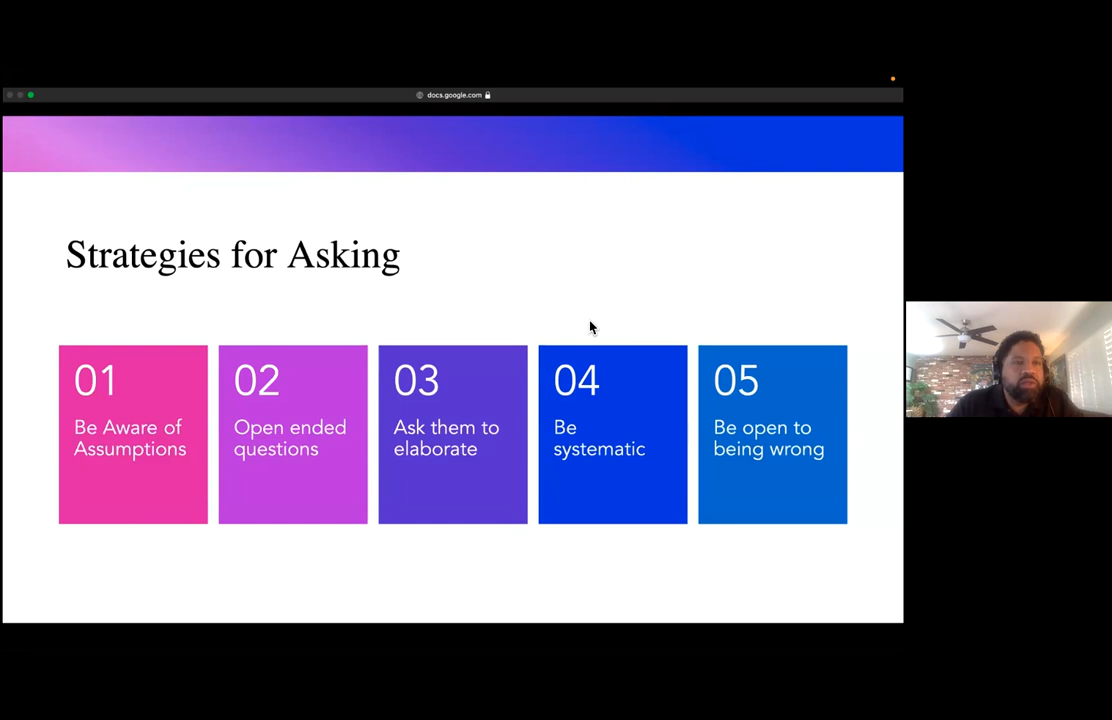 docs.google.com
Strategies for Asking
01
Be Aware of
Assumptions
02
Open ended
questions
03
Ask them to
elaborate
04
Be
systematic
05
Be open to
being wrong